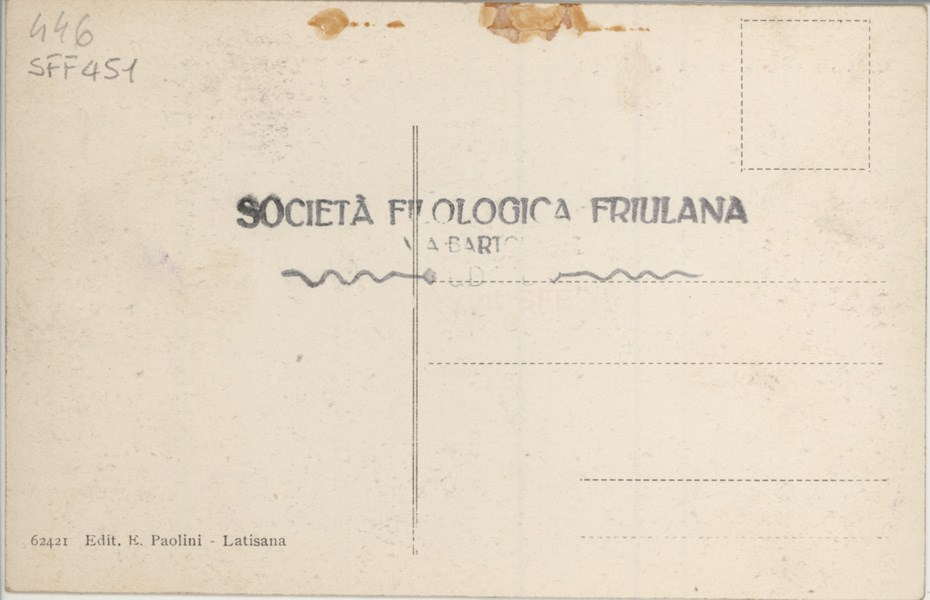 446
SFF451
SOCIETÀ FILOLOGICA FRIULANA
62421 Edit. E. Paolini - Latisana